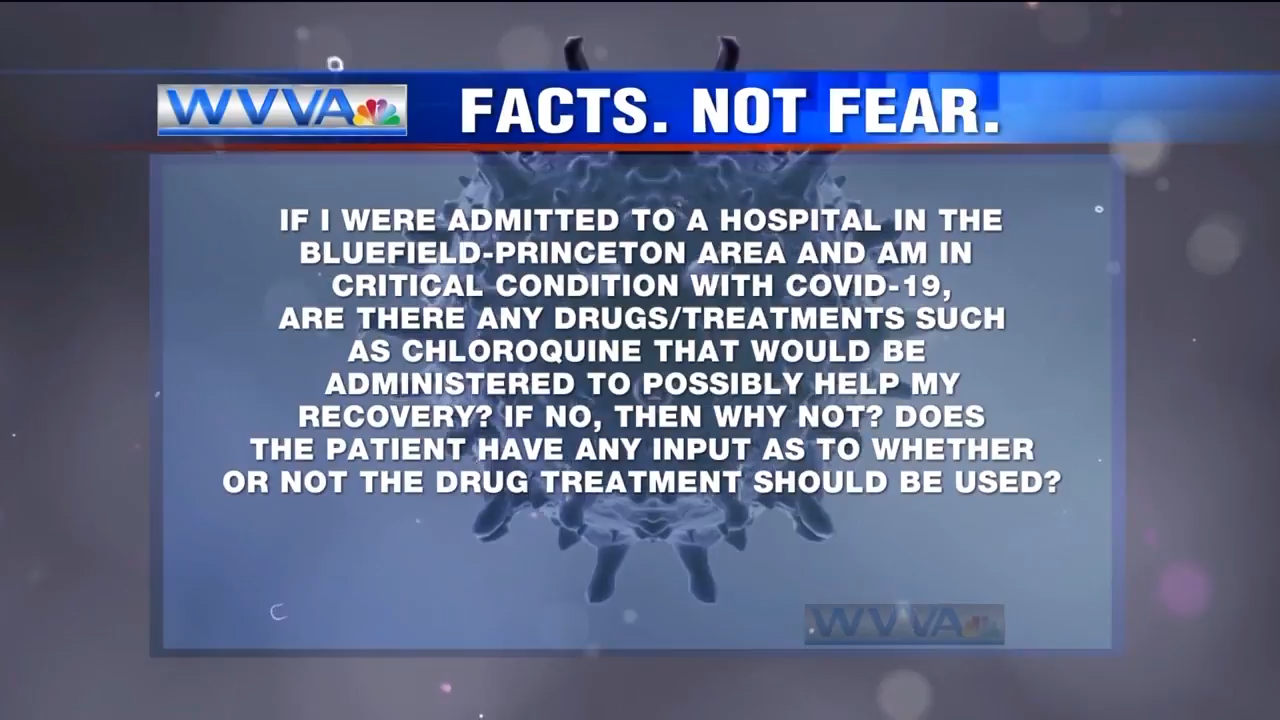 WVVA FACTS. NOT FEAR.
IF I WERE ADMITTED TO A HOSPITAL IN THE
BLUEFIELD-PRINCETON AREA AND AM IN
CRITICAL CONDITION WITH COVID-19,
ARE THERE ANY DRUGS/TREATMENTS SUCH
AS CHLOROQUINE THAT WOULD BE
ADMINISTERED TO POSSIBLY HELP MY
RECOVERY? IF NO, THEN WHY NOT? DOES
THE PATIENT HAVE ANY INPUT AS TO WHETHER
OR NOT THE DRUG TREATMENT SHOULD BE USED?
WVVA